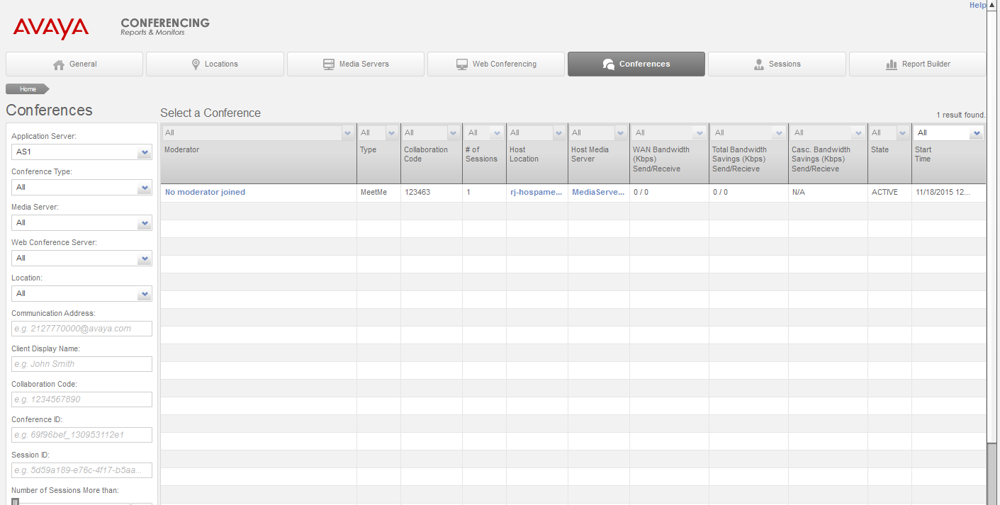 Help
AVAYA
CONFERENCING
Reports & Monitors
General
Locations
Media Servers
Web Conferencing
Conferences
Sessions
Report Builder
Home
Conferences
Select a Conference
1 result found.
Application Server:
AS1
Conference Type:
All
Media Server:
All
Web Conference Server:
All
Location:
All
Communication Address:
e.g. 2127770000@avaya.com
Client Display Name:
e.g. John Smith
Collaboration Code:
e.g. 1234567890
Conference ID:
e.g. 69f96bef_130953112e1
Session ID:
e.g. 5d59a189-e76c-4f17-b5aa...
Number of Sessions More than:
All All All All All All All All All All All
Moderator
Type
Collaboration
Code
# of
Sessions
Host
Location
Host Media
Server
WAN Bandwidth
(Kbps)
Send/Receive
Total Bandwidth
Savings (Kbps)
Send/Recieve
Casc. Bandwidth
Savings (Kbps)
Send/Recieve
State
Start
Time
No moderator joined MeetMe 123463 1 rj-hospame... MediaServe... 0 / 0 0 / 0 N/A ACTIVE 11/18/2015 12...